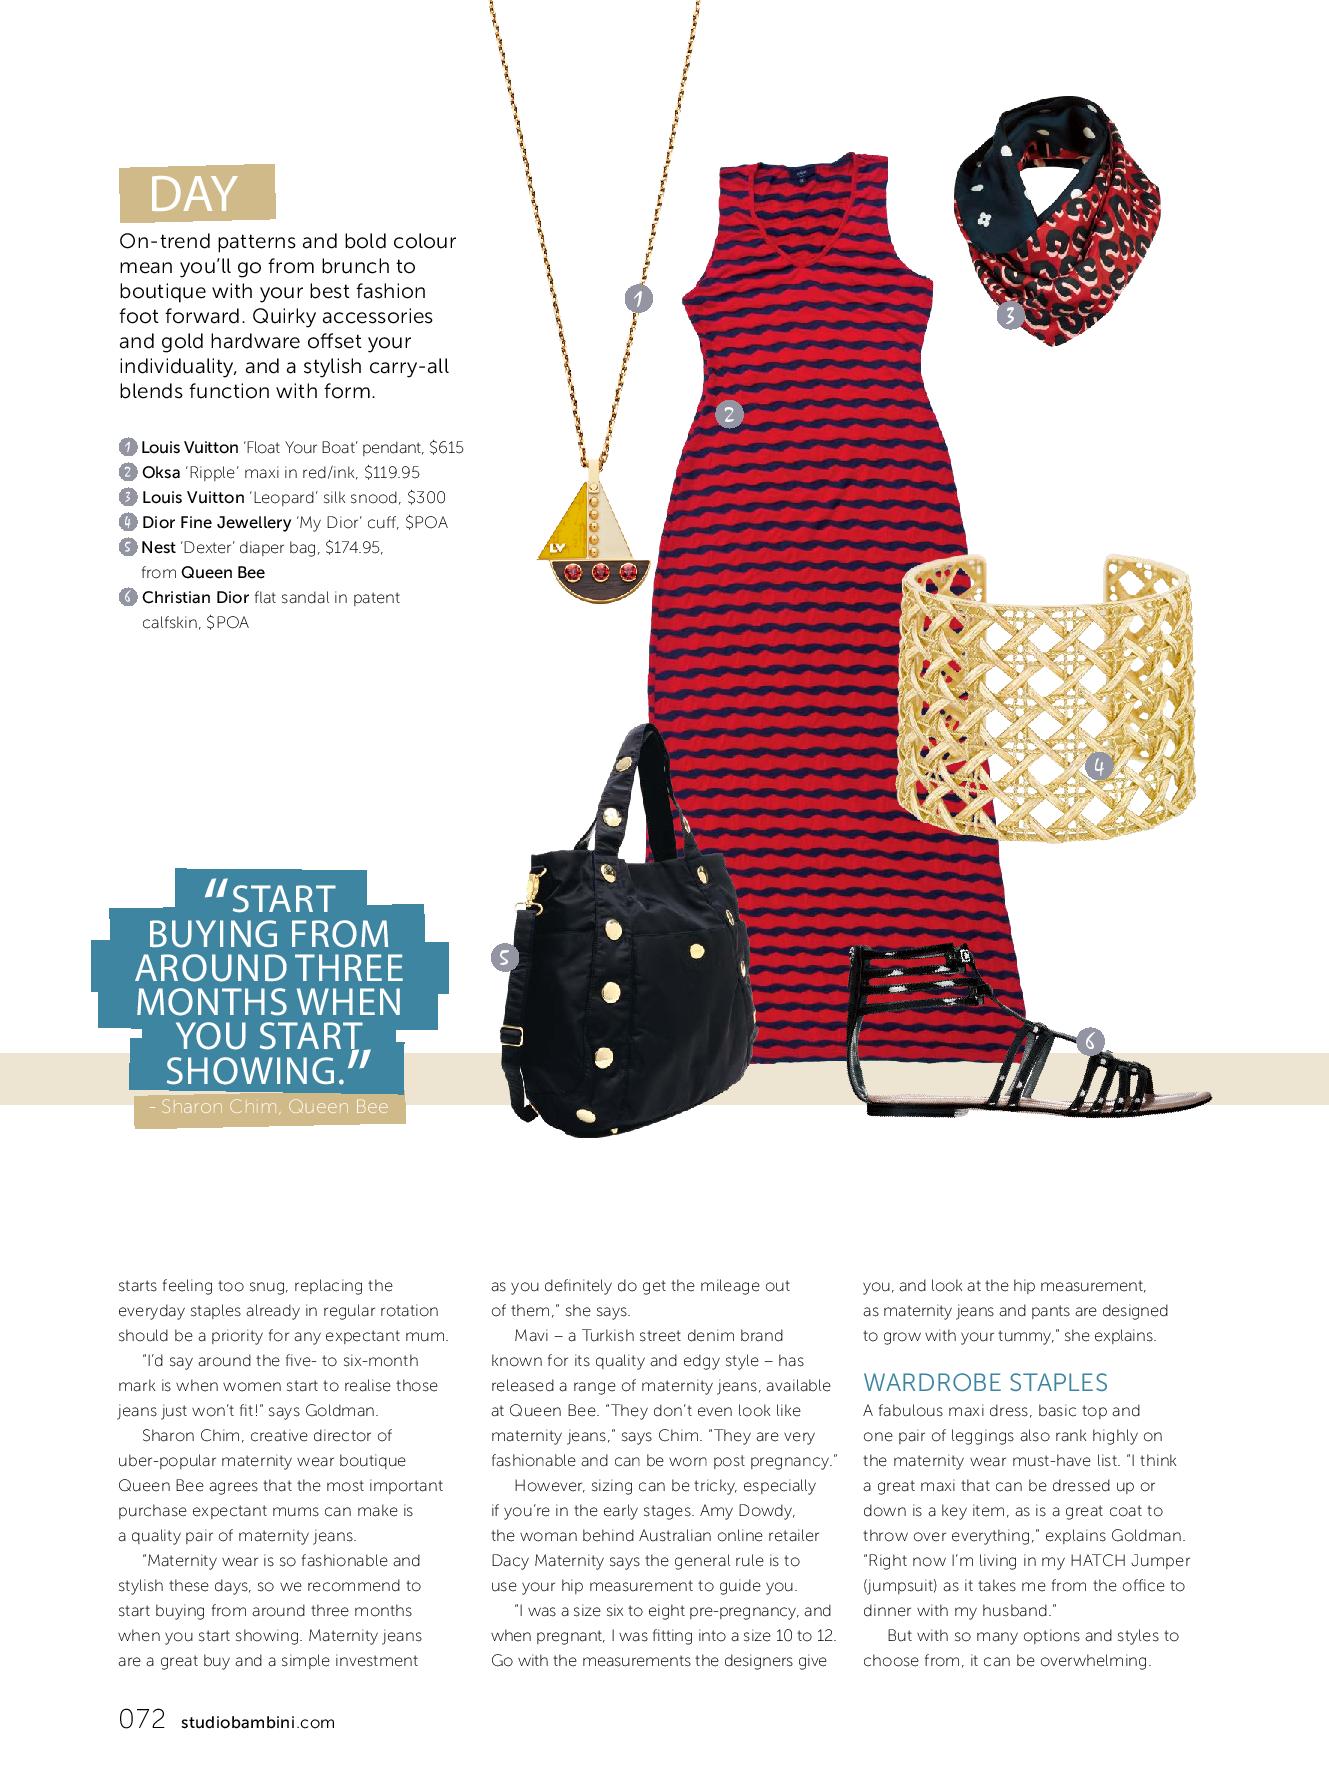 DAY
On-trend patterns and bold colour
mean you'll go from brunch to
boutique with your best fashion
foot forward. Quirky accessories
and gold hardware offset your
individuality, and a stylish carry-all
blends function with form.
1 Louis Vuitton 'Float Your Boat' pendant, $615
2 Oksa 'Ripple' maxi in red/ink, $119.95
3 Louis Vuitton 'Leopard' silk snood, $300
4 Dior Fine Jewellery 'My Dior' cuff, $POA
5 Nest 'Dexter' diaper bag, $174.95,
from Queen Bee
6 Christian Dior flat sandal in patent
calfskin, $POA
1
2
3
LV
4
5
6
“START
BUYING FROM
AROUND THREE
MONTHS WHEN
YOU START
SHOWING.”
- Sharon Chim, Queen Bee
starts feeling too snug, replacing the
everyday staples already in regular rotation
should be a priority for any expectant mum.
"I'd say around the five- to six-month
mark is when women start to realise those
jeans just won't fit!" says Goldman.
Sharon Chim, creative director of
uber-popular maternity wear boutique
Queen Bee agrees that the most important
purchase expectant mums can make is
a quality pair of maternity jeans.
"Maternity wear is so fashionable and
stylish these days, so we recommend to
start buying from around three months
when you start showing. Maternity jeans
are a great buy and a simple investment
as you definitely do get the mileage out
of them," she says.
Mavi – a Turkish street denim brand
known for its quality and edgy style – has
released a range of maternity jeans, available
at Queen Bee. "They don't even look like
maternity jeans," says Chim. "They are very
fashionable and can be worn post pregnancy."
However, sizing can be tricky, especially
if you're in the early stages. Amy Dowdy,
the woman behind Australian online retailer
Dacy Maternity says the general rule is to
use your hip measurement to guide you.
"I was a size six to eight pre-pregnancy, and
when pregnant, I was fitting into a size 10 to 12.
Go with the measurements the designers give
you, and look at the hip measurement,
as maternity jeans and pants are designed
to grow with your tummy," she explains.
WARDROBE STAPLES
A fabulous maxi dress, basic top and
one pair of leggings also rank highly on
the maternity wear must-have list. "I think
a great maxi that can be dressed up or
down is a key item, as is a great coat to
throw over everything," explains Goldman.
"Right now I'm living in my HATCH Jumper
(jumpsuit) as it takes me from the office to
dinner with my husband."
But with so many options and styles to
choose from, it can be overwhelming.
072 studiobambini.com